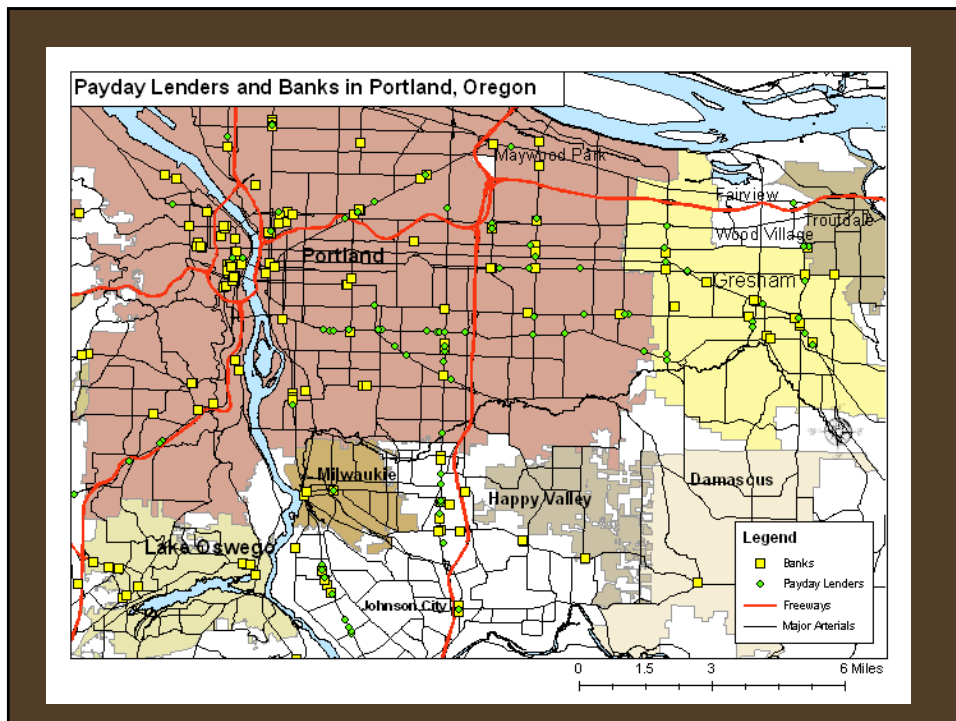 Payday Lenders and Banks in Portland, Oregon
Maywood Park
Fairview
Troutdale
Wood Village
Portland
Gresham
Milwaukie
Happy Valley
Damascus
Lake Oswego
Johnson City
Legend
Banks
Payday Lenders
Freeways
Major Arterials
0 1.5 3 6 Miles